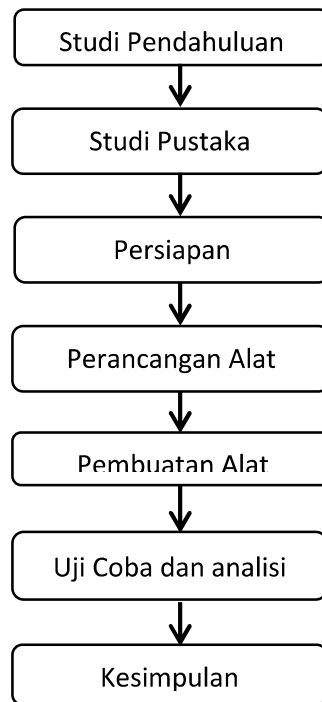 Studi Pendahuluan
Studi Pustaka
Persiapan
Perancangan Alat
Pembuatan Alat
Uji Coba dan analisi
Kesimpulan